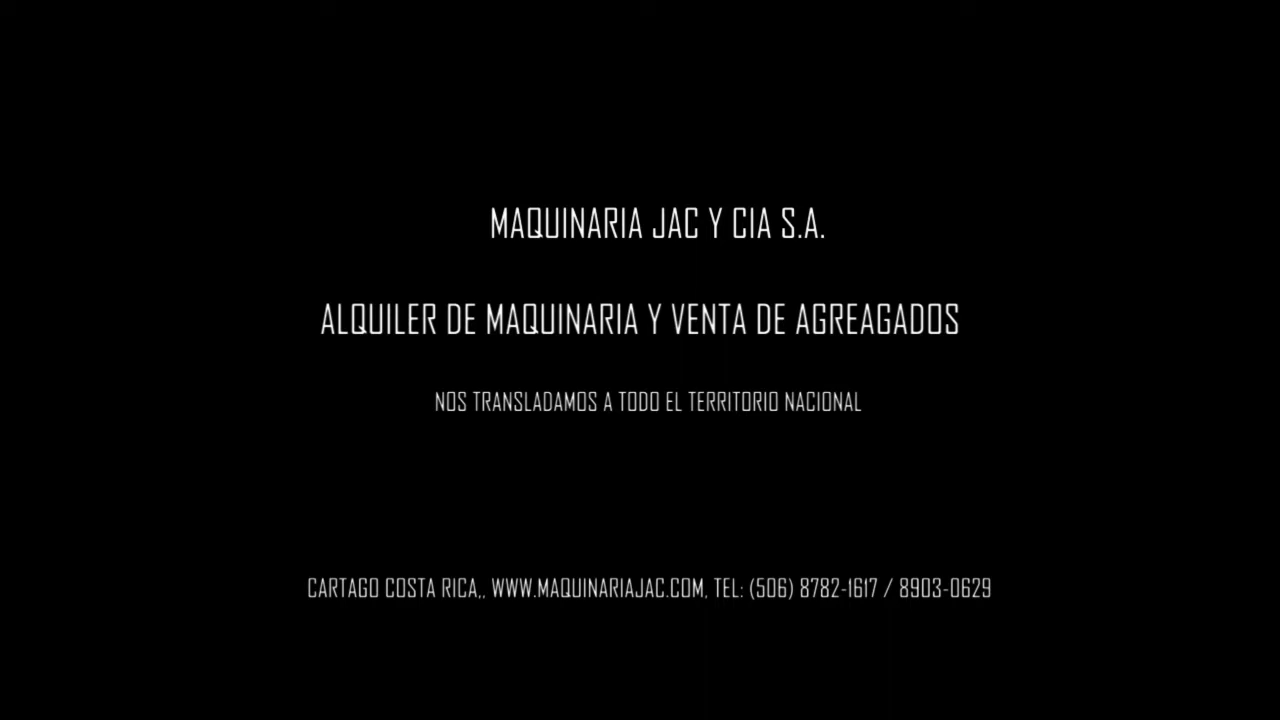 MAQUINARIA JAC Y CIA S.A.
ALQUILER DE MAQUINARIA Y VENTA DE AGREAGADOS
NOS TRANSLADAMOS A TODO EL TERRITORIO NACIONAL
CARTAGO COSTA RICA,, WWW.MAQUINARIAJAC.COM, TEL: (506) 8782-1617 / 8903-0629